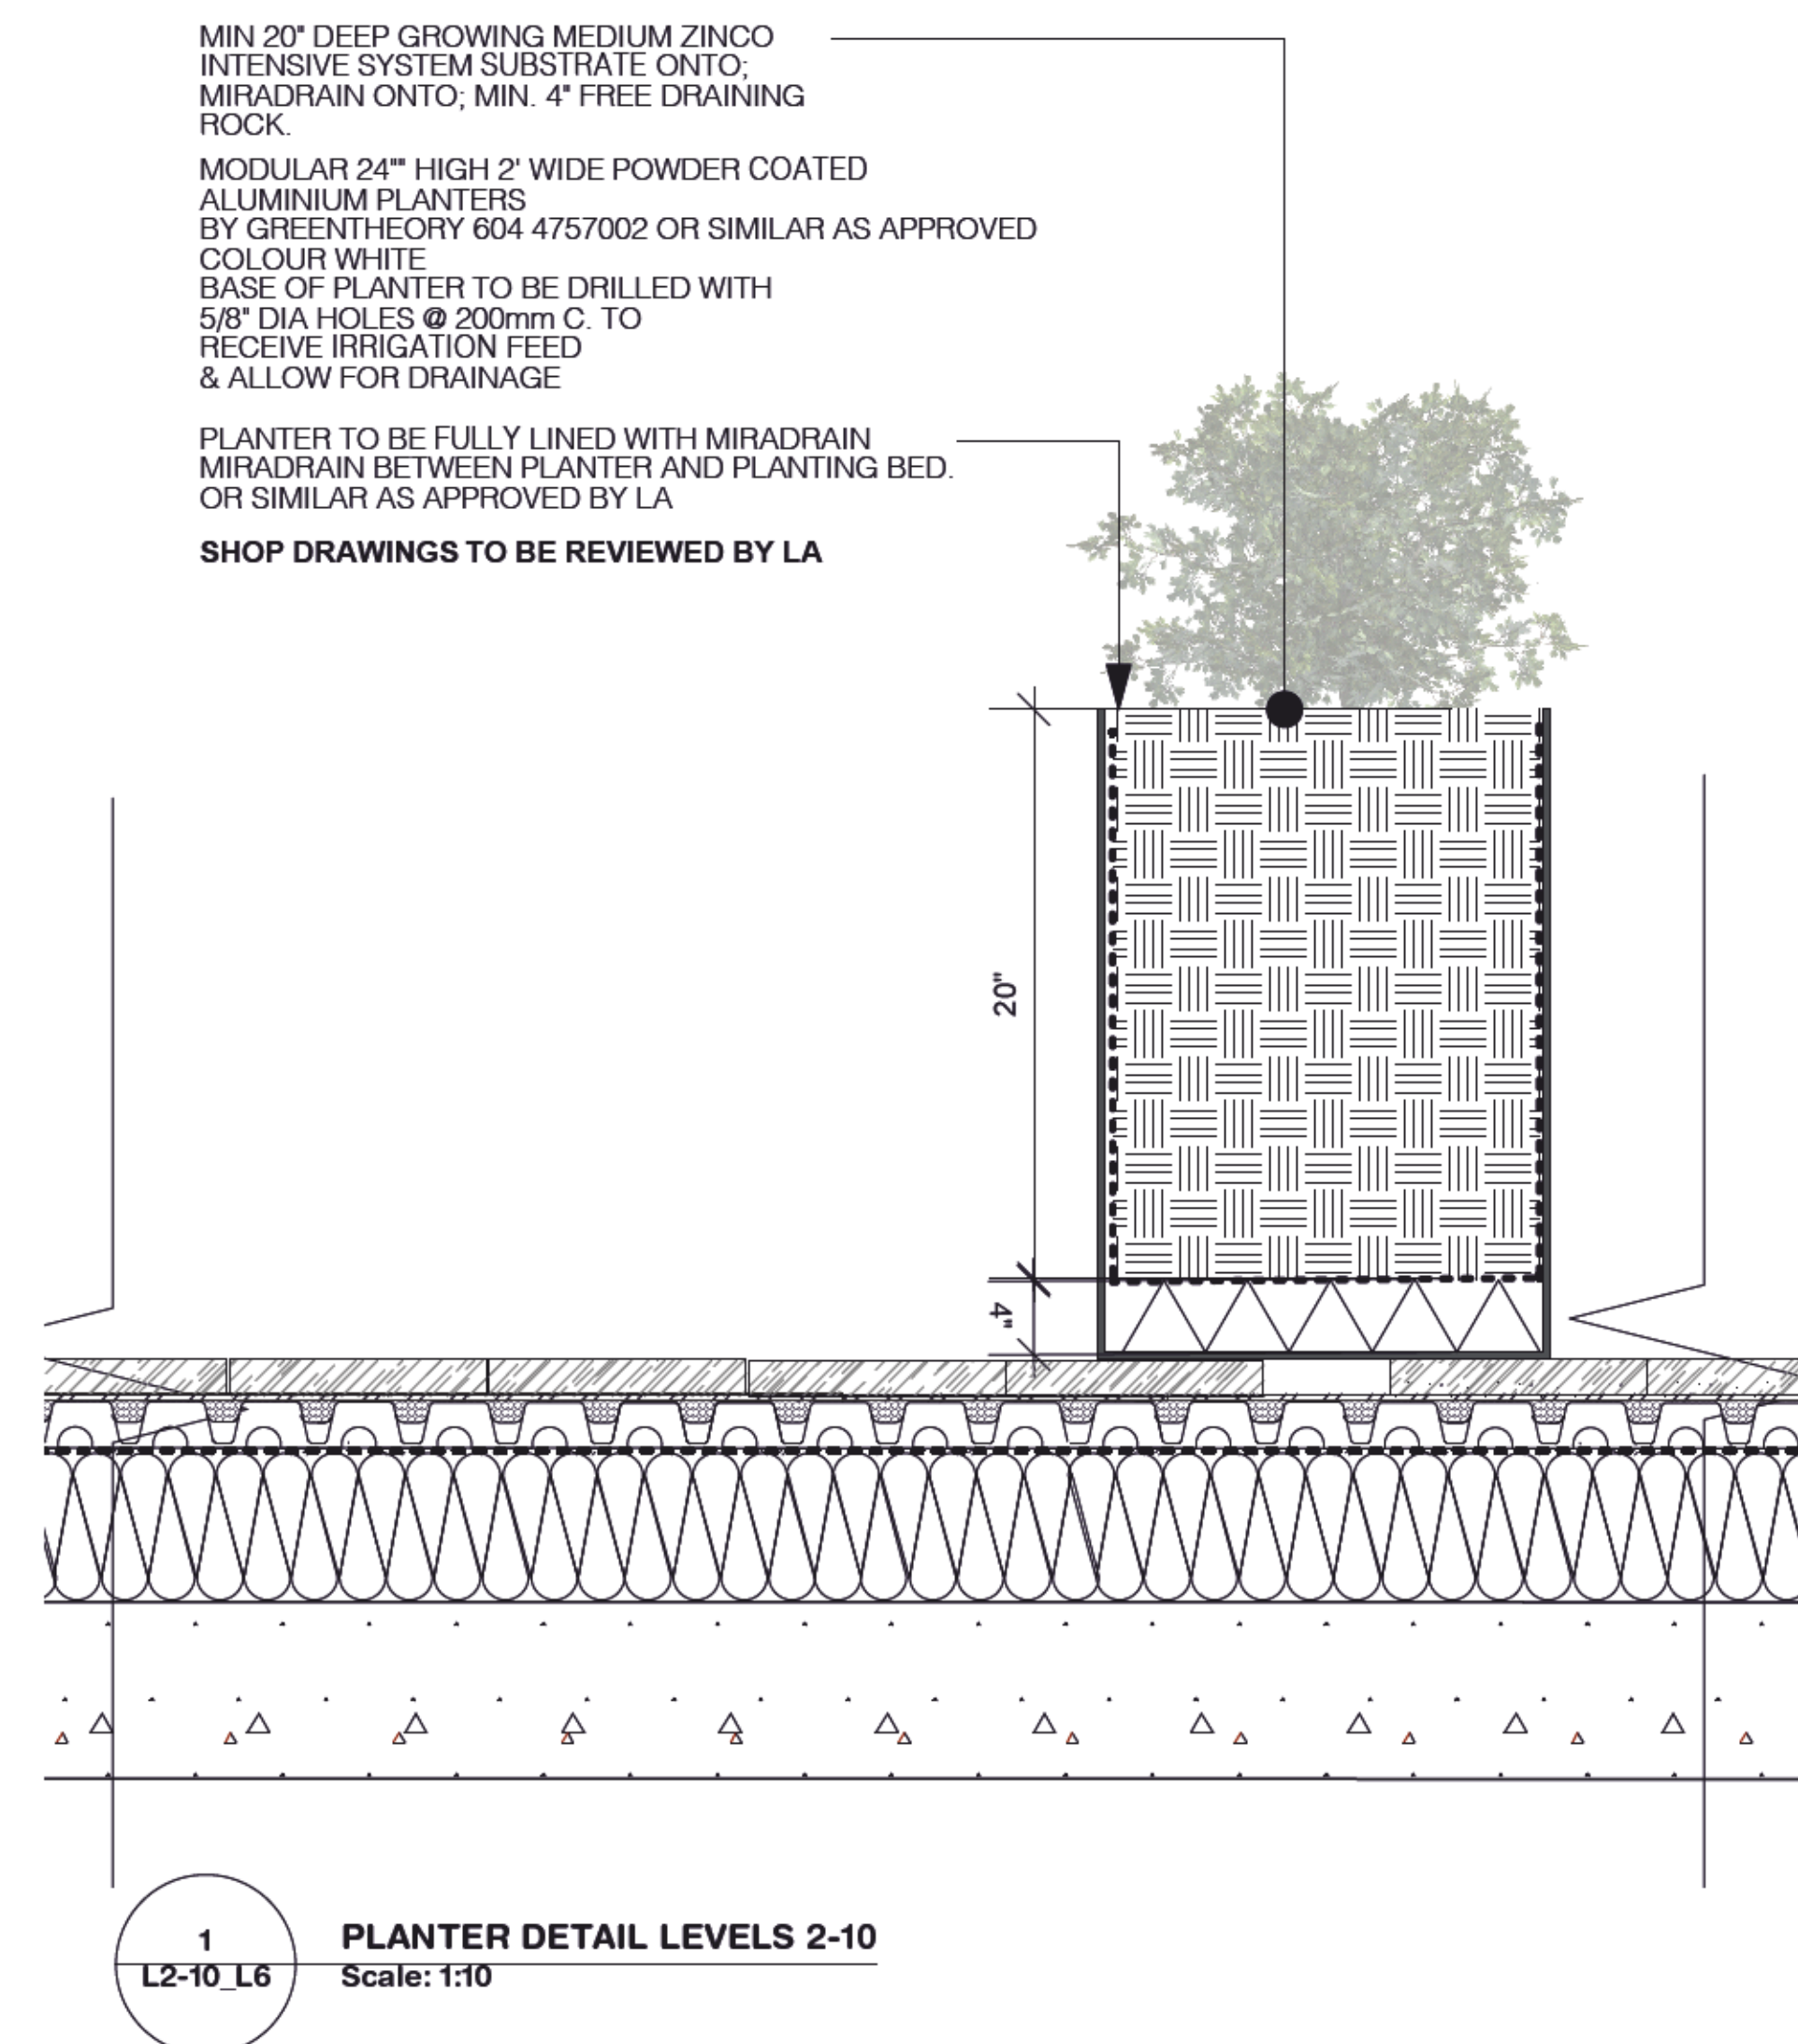 MIN 20" DEEP GROWING MEDIUM ZINCO
INTENSIVE SYSTEM SUBSTRATE ONTO;
MIRADRAIN ONTO; MIN. 4" FREE DRAINING
ROCK.
MODULAR 24"" HIGH 2' WIDE POWDER COATED
ALUMINIUM PLANTERS
BY GREENTHEORY 604 4757002 OR SIMILAR AS APPROVED
COLOUR WHITE
BASE OF PLANTER TO BE DRILLED WITH
5/8" DIA HOLES @ 200mm C. TO
RECEIVE IRRIGATION FEED
& ALLOW FOR DRAINAGE
PLANTER TO BE FULLY LINED WITH MIRADRAIN
MIRADRAIN BETWEEN PLANTER AND PLANTING BED.
OR SIMILAR AS APPROVED BY LA
SHOP DRAWINGS TO BE REVIEWED BY LA
20"
4"
1
L2-10_L6
PLANTER DETAIL LEVELS 2-10
Scale: 1:10